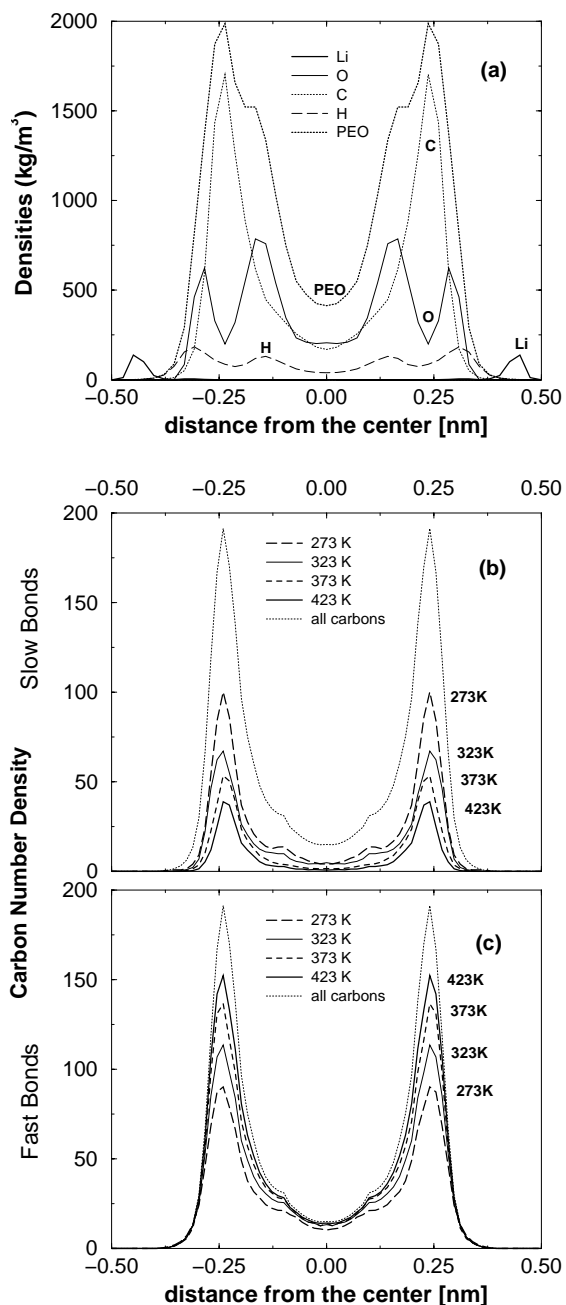 2000
1500
1000
500
0
Densities (kg/m³)
Li
O
C
H
PEO
(a)
C
PEO
O
H
Li
−0.50 −0.25 0.00 0.25 0.50
distance from the center [nm]
−0.50 −0.25 0.00 0.25 0.50
200
150
100
50
0
Slow Bonds
273 K
323 K
373 K
423 K
all carbons
(b)
273K
323K
373K
423K
Carbon Number Density
200
150
100
50
0
Fast Bonds
273 K
323 K
373 K
423 K
all carbons
(c)
423K
373K
323K
273K
−0.50 −0.25 0.00 0.25 0.50
distance from the center [nm]